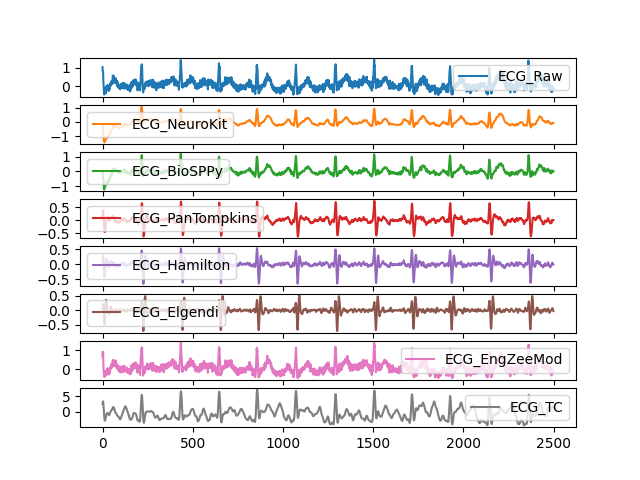 1
0
ECG_Raw
1
0
−1
ECG_NeuroKit
1
0
−1
ECG_BioSPPy
0.5
0.0
−0.5
ECG_PanTompkins
0.5
0.0
−0.5
ECG_Hamilton
0.5
0.0
−0.5
ECG_Elgendi
1
0
ECG_EngZeeMod
5
0
ECG_TC
0 500 1000 1500 2000 2500